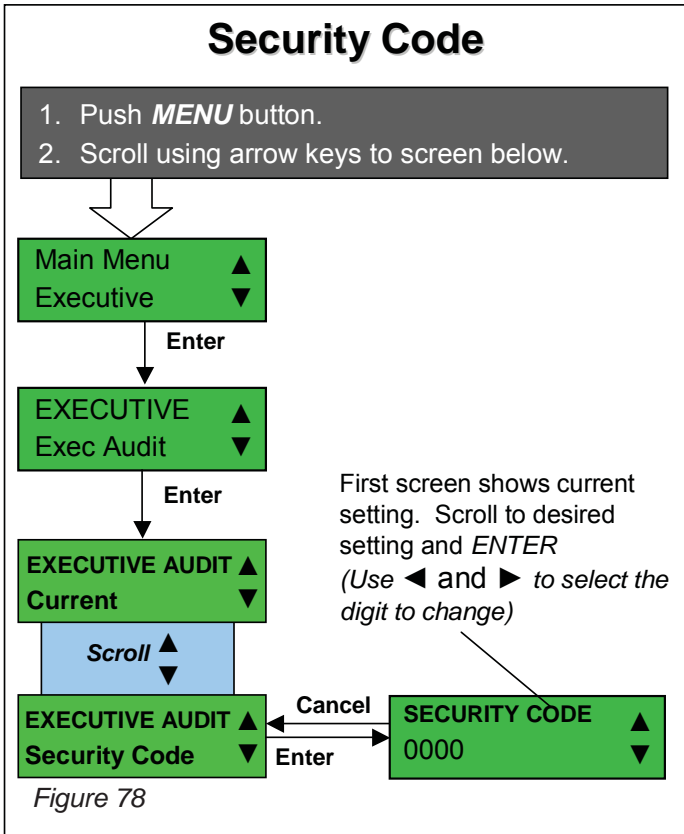 Security Code
1. Push MENU button.
2. Scroll using arrow keys to screen below.
Main Menu ▲
Executive ▼
Enter
EXECUTIVE ▲
Exec Audit ▼
Enter
First screen shows current
setting. Scroll to desired
setting and ENTER
(Use ◄ and ► to select the
digit to change)
EXECUTIVE AUDIT ▲
Current ▼
Scroll ▲
▼
EXECUTIVE AUDIT ▲
Security Code ▼
Cancel
Enter
SECURITY CODE ▲
0000 ▼
Figure 78